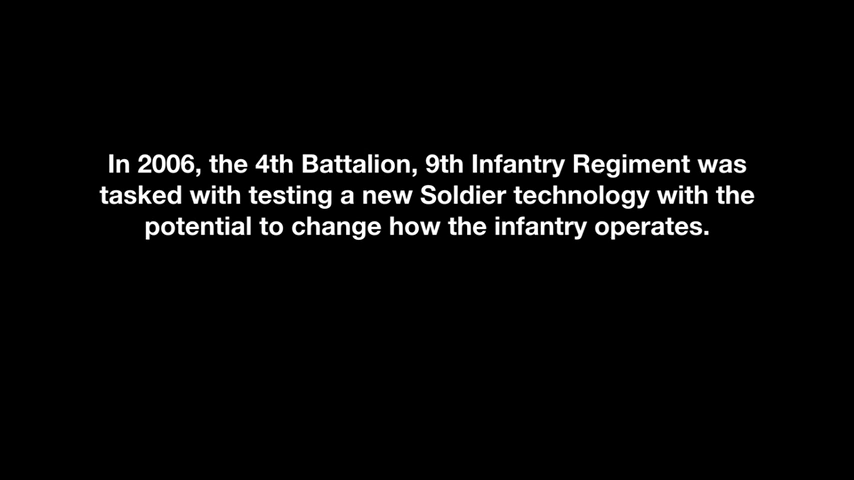 In 2006, the 4th Battalion, 9th Infantry Regiment was
tasked with testing a new Soldier technology with the
potential to change how the infantry operates.